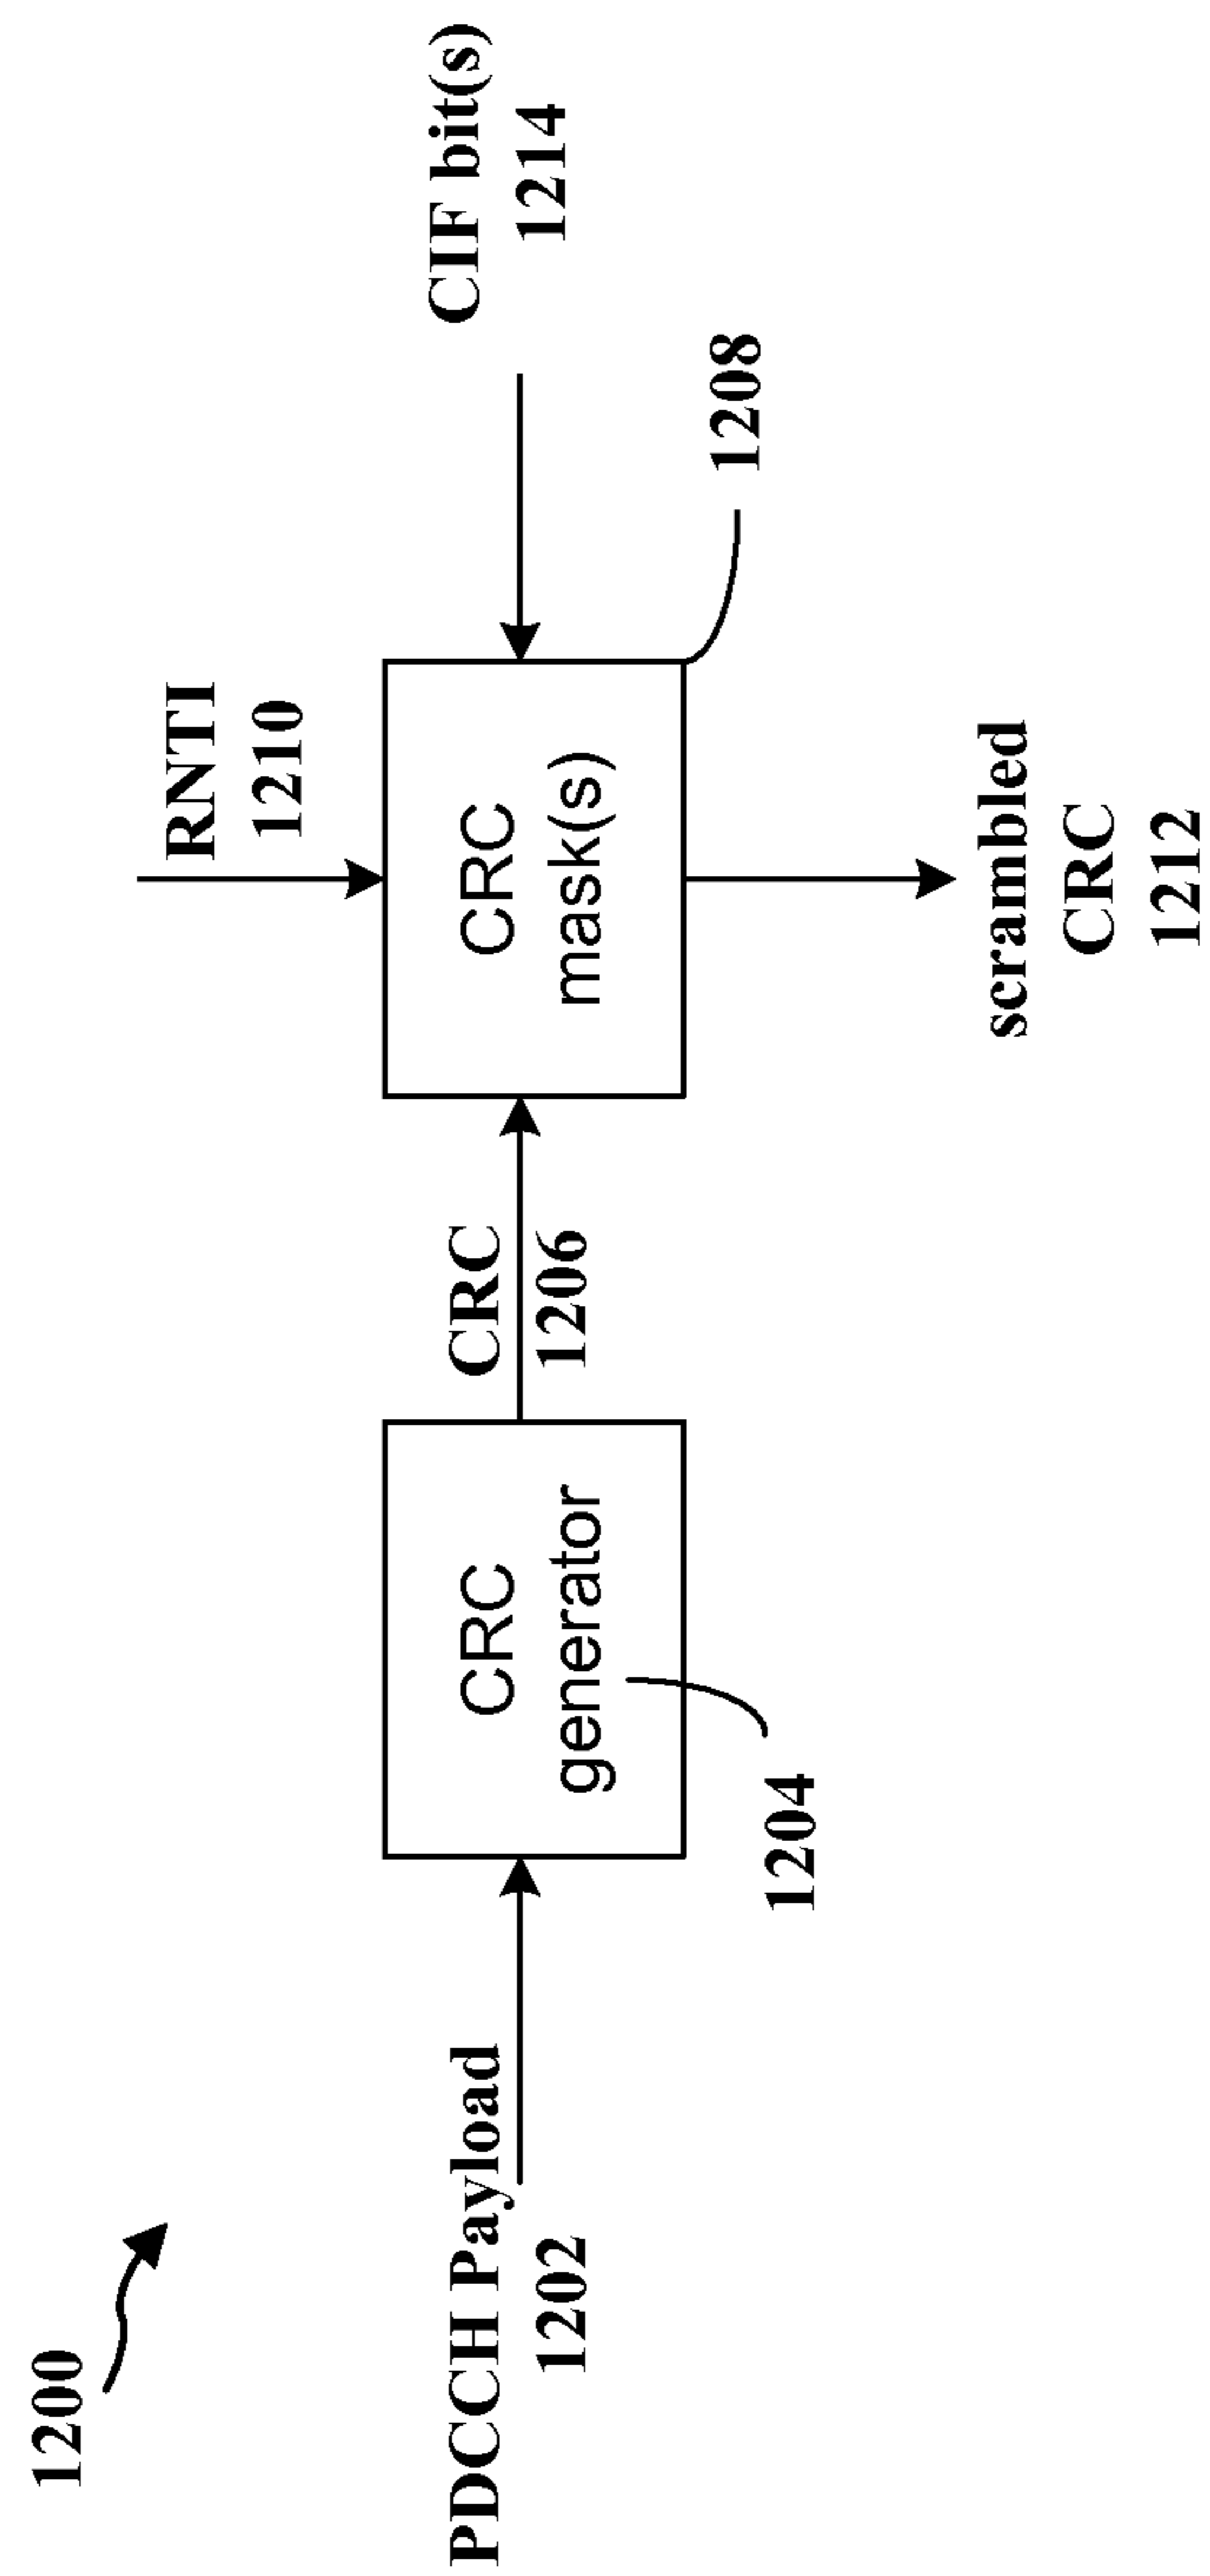 1200
PDCCH Payload
1202
CRC
generator
1204
CRC
1206
RNTI
1210
CRC
mask(s)
1208
CIF bit(s)
1214
scrambled
CRC
1212